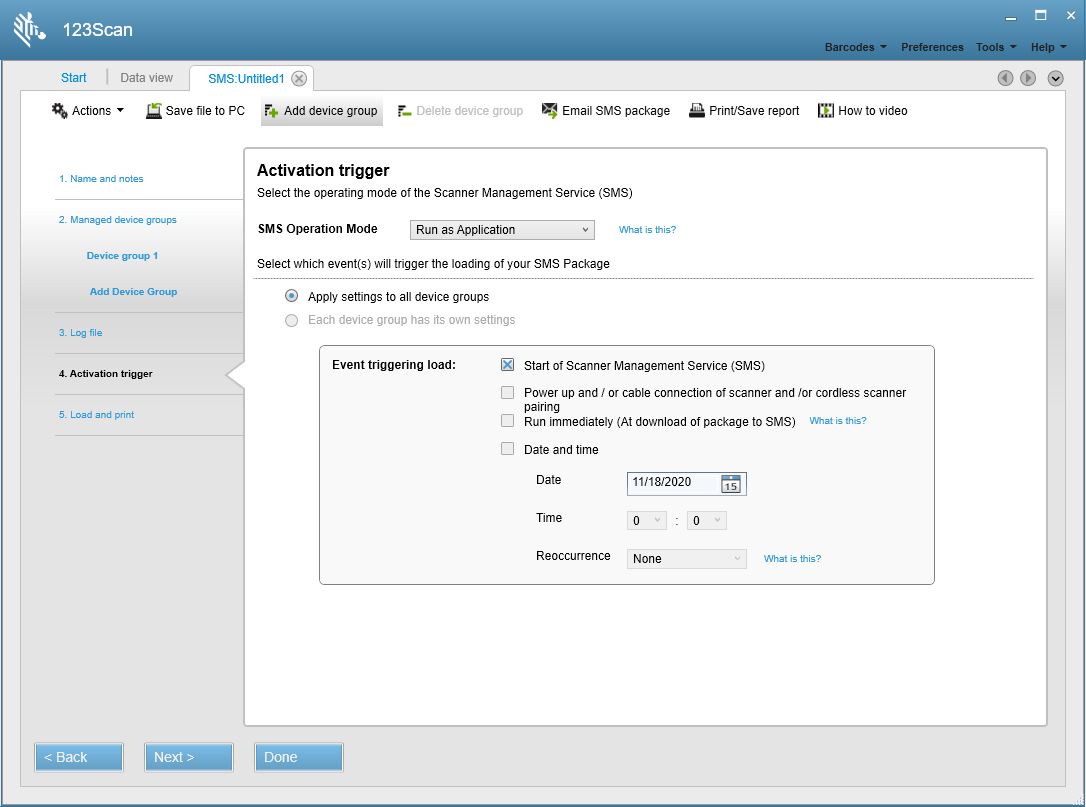 123Scan
Barcodes Preferences Tools Help
Start Data view SMS:Untitled1
Actions Save file to PC Add device group Delete device group Email SMS package Print/Save report How to video
1. Name and notes
2. Managed device groups
Device group 1
Add Device Group
3. Log file
4. Activation trigger
5. Load and print
Activation trigger
Select the operating mode of the Scanner Management Service (SMS)
SMS Operation Mode Run as Application What is this?
Select which event(s) will trigger the loading of your SMS Package
Apply settings to all device groups
Each device group has its own settings
Event triggering load: Start of Scanner Management Service (SMS)
Power up and / or cable connection of scanner and /or cordless scanner
pairing
Run immediately (At download of package to SMS) What is this?
Date and time
Date 11/18/2020 15
Time 0 : 0
Reoccurrence None What is this?
< Back Next > Done